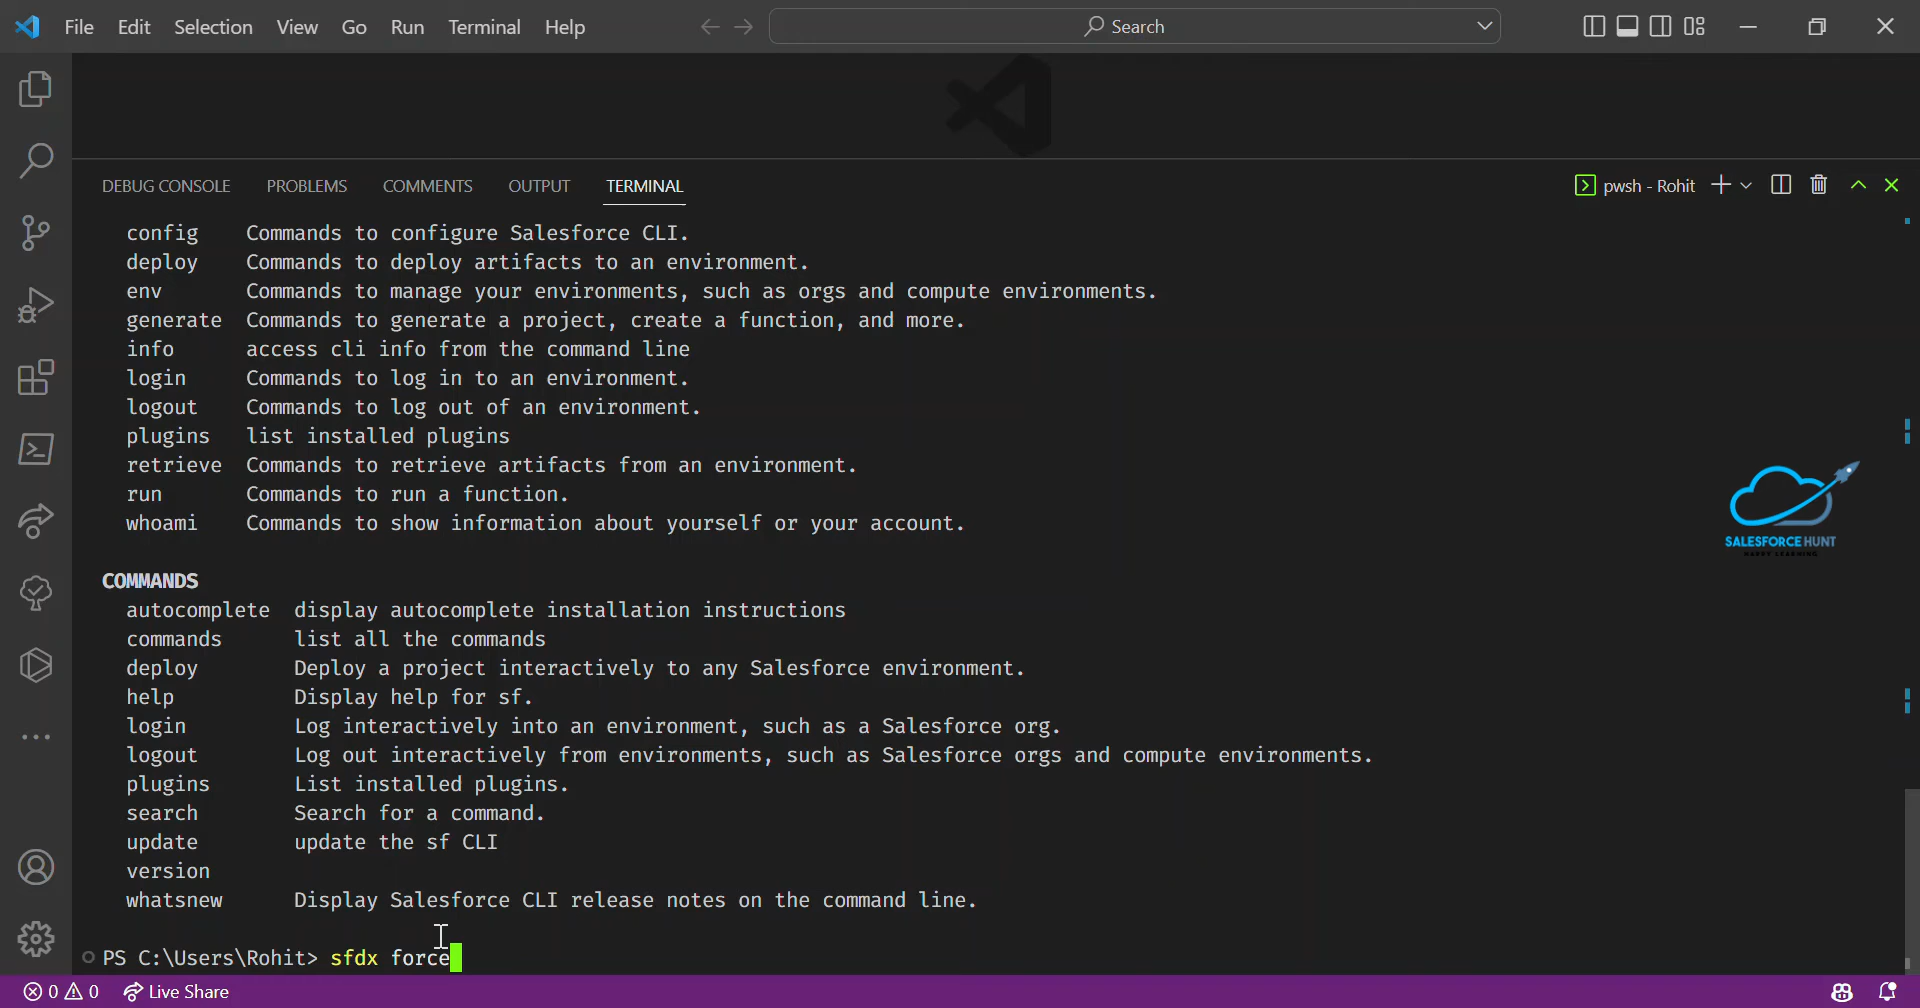 File Edit Selection View Go Run Terminal Help Search
DEBUG CONSOLE PROBLEMS COMMENTS OUTPUT TERMINAL pwsh - Rohit
config Commands to configure Salesforce CLI.
deploy Commands to deploy artifacts to an environment.
env Commands to manage your environments, such as orgs and compute environments.
generate Commands to generate a project, create a function, and more.
info access cli info from the command line
login Commands to log in to an environment.
logout Commands to log out of an environment.
plugins list installed plugins
retrieve Commands to retrieve artifacts from an environment.
run Commands to run a function.
whoami Commands to show information about yourself or your account.
SALESFORCE HUNT
HAPPY LEARNING
COMMANDS
autocomplete display autocomplete installation instructions
commands list all the commands
deploy Deploy a project interactively to any Salesforce environment.
help Display help for sf.
login Log interactively into an environment, such as a Salesforce org.
logout Log out interactively from environments, such as Salesforce orgs and compute environments.
plugins List installed plugins.
search Search for a command.
update update the sf CLI
version
whatsnew Display Salesforce CLI release notes on the command line.
PS C:\Users\Rohit> sfdx force
0 0 Live Share